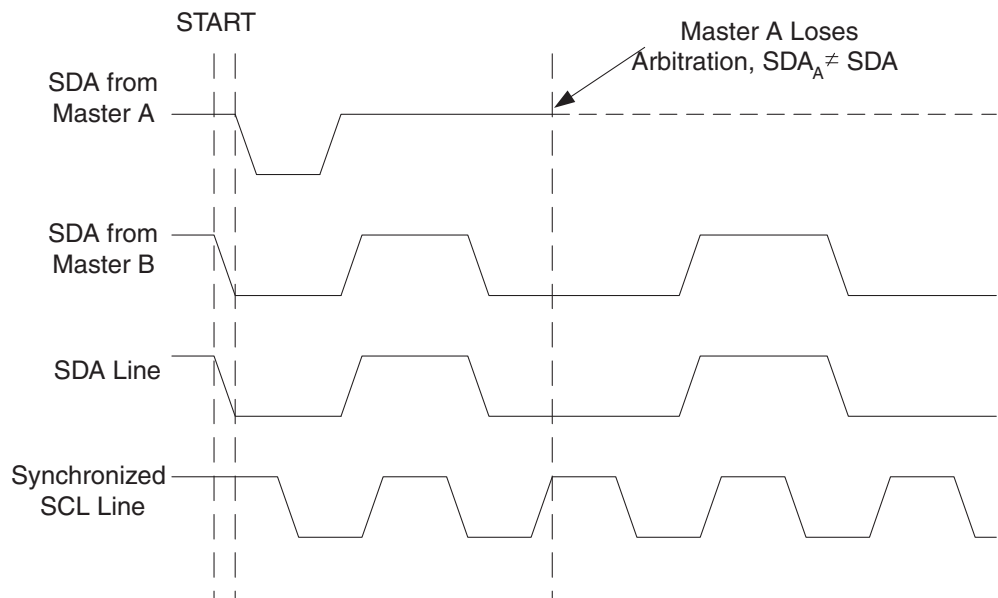 START
Master A Loses
Arbitration, SDA_A ≠ SDA
SDA from
Master A
SDA from
Master B
SDA Line
Synchronized
SCL Line